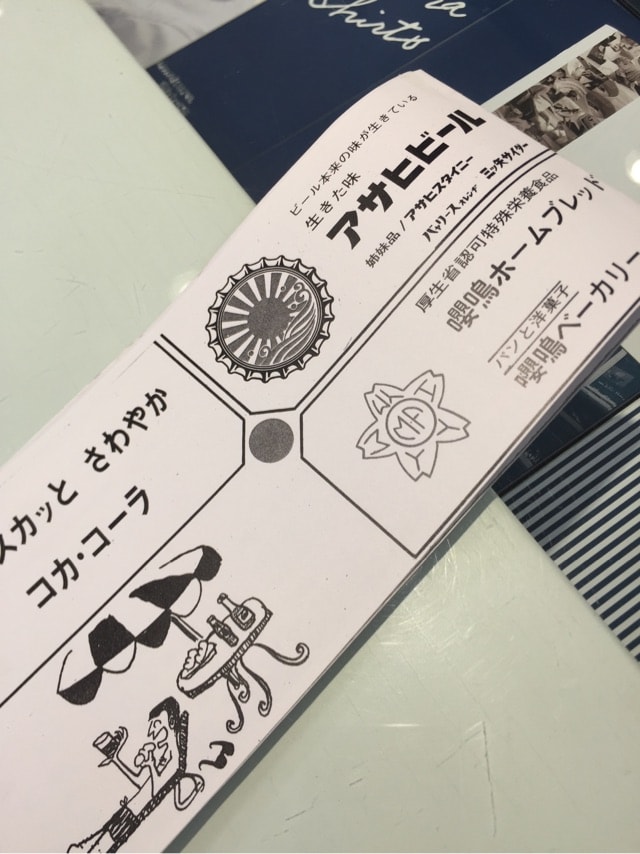 Shirts
ビール本来の味が生きている
生きた味
アサヒビール
姉妹品/アサヒスタイニー
バャリースオレンヂ ミッ矢サイダー
厚生省認可特殊栄養食品
嚶鳴ホームブレッド
パンと洋菓子
嚶鳴ベーカリー
MP
スカッと さわやか
コカ・コーラ